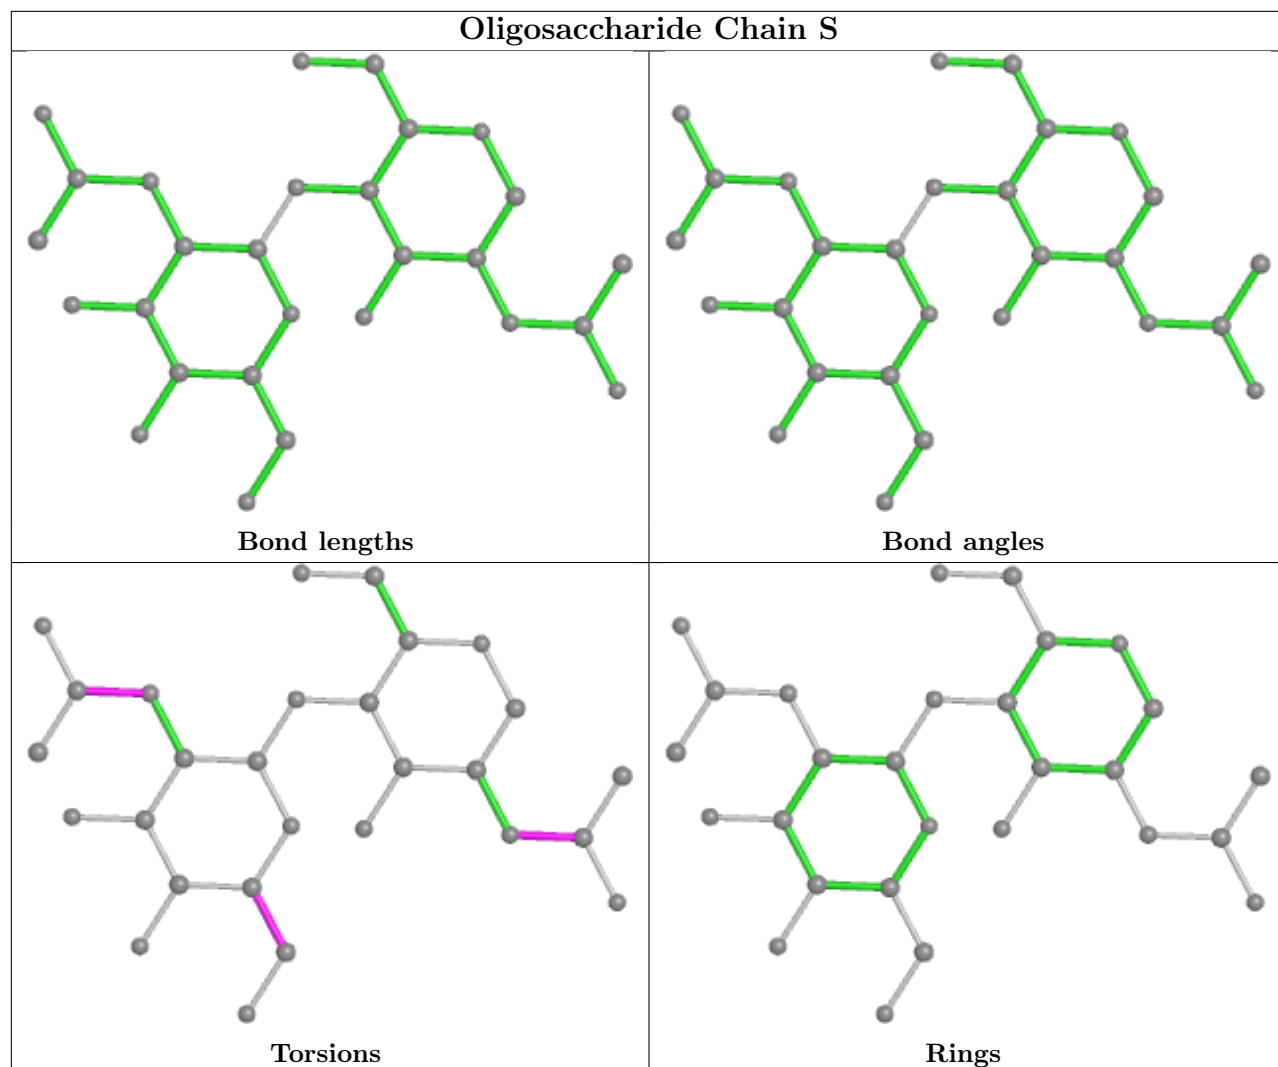 Oligosaccharide Chain S
Bond lengths
Bond angles
Torsions
Rings